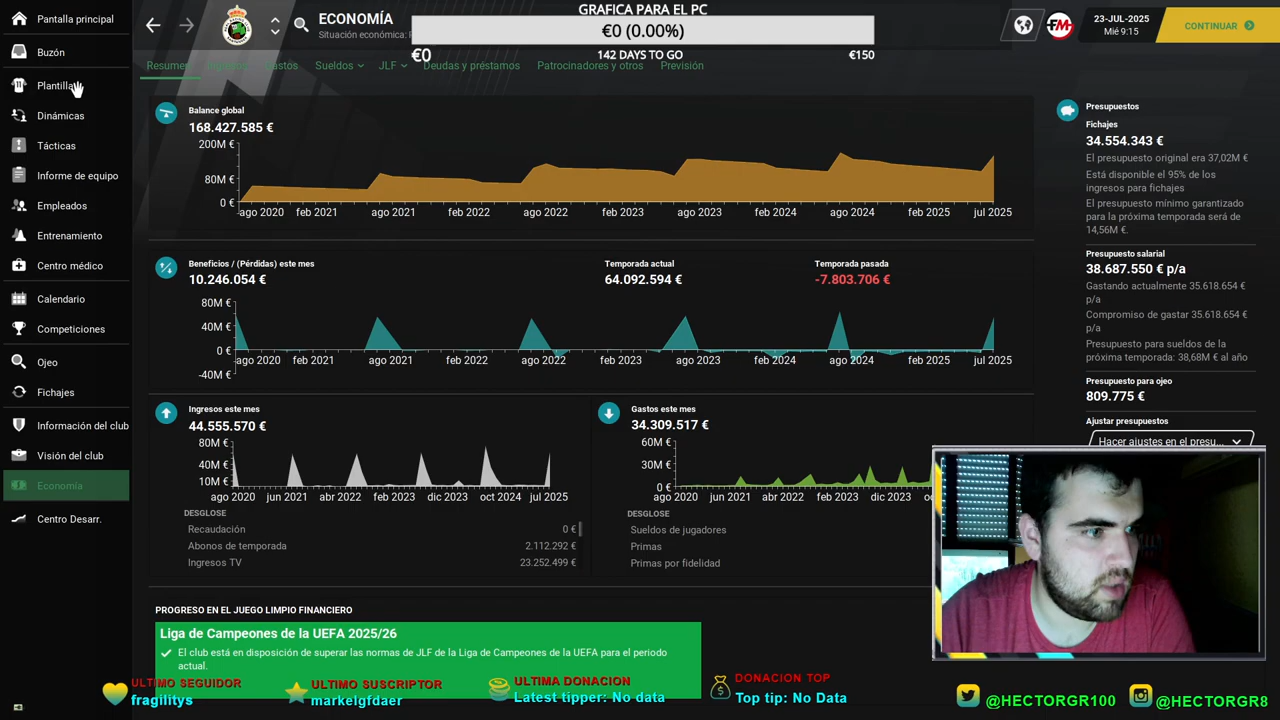 Pantalla principal
Buzón
Plantilla
Dinámicas
Tácticas
Informe de equipo
Empleados
Entrenamiento
Centro médico
Calendario
Competiciones
Ojeo
Fichajes
Información del club
Visión del club
Economía
Centro Desarr.
ECONOMÍA
Situación económica:
GRAFICA PARA EL PC
€0 (0.00%)
€0
142 DAYS TO GO
€150
23-JUL-2025
Mié 9:15
CONTINUAR
Resumen
Sueldos
JLF
Deudas y préstamos
Patrocinadores y otros
Previsión
Balance global
168.427.585 €
200M €
80M €
0 €
ago 2020 feb 2021 ago 2021 feb 2022 ago 2022 feb 2023 ago 2023 feb 2024 ago 2024 feb 2025 jul 2025
Beneficios / (Pérdidas) este mes
10.246.054 €
Temporada actual
64.092.594 €
Temporada pasada
-7.803.706 €
80M €
40M €
0 €
-40M €
ago 2020 feb 2021 ago 2021 feb 2022 ago 2022 feb 2023 ago 2023 feb 2024 ago 2024 feb 2025 jul 2025
Ingresos este mes
44.555.570 €
80M €
40M €
10M €
ago 2020 jun 2021 abr 2022 feb 2023 dic 2023 oct 2024 jul 2025
DESGLOSE
Recaudación 0 €
Abonos de temporada 2.112.292 €
Ingresos TV 23.252.499 €
Gastos este mes
34.309.517 €
60M €
30M €
0 €
ago 2020 jun 2021 abr 2022 feb 2023 dic 2023
DESGLOSE
Sueldos de jugadores
Primas
Primas por fidelidad
PROGRESO EN EL JUEGO LIMPIO FINANCIERO
Liga de Campeones de la UEFA 2025/26
El club está en disposición de superar las normas de JLF de la Liga de Campeones de la UEFA para el periodo
actual.
Presupuestos
Fichajes
34.554.343 €
El presupuesto original era 37,02M €
Está disponible el 95% de los
ingresos para fichajes
El presupuesto mínimo garantizado
para la próxima temporada será de
14,56M €.
Presupuesto salarial
38.687.550 € p/a
Gastando actualmente 35.618.654 €
p/a
Compromiso de gastar 35.618.654 €
p/a
Presupuesto para sueldos de la
próxima temporada: 38,68M € al año
Presupuesto para ojeo
809.775 €
Ajustar presupuestos
Hacer ajustes en el presu...
ULTIMO SEGUIDOR
fragilitys
ULTIMO SUSCRIPTOR
markelgfdaer
ULTIMA DONACION
Latest tipper: No data
DONACION TOP
Top tip: No Data
@HECTORGR100
@HECTORGR8